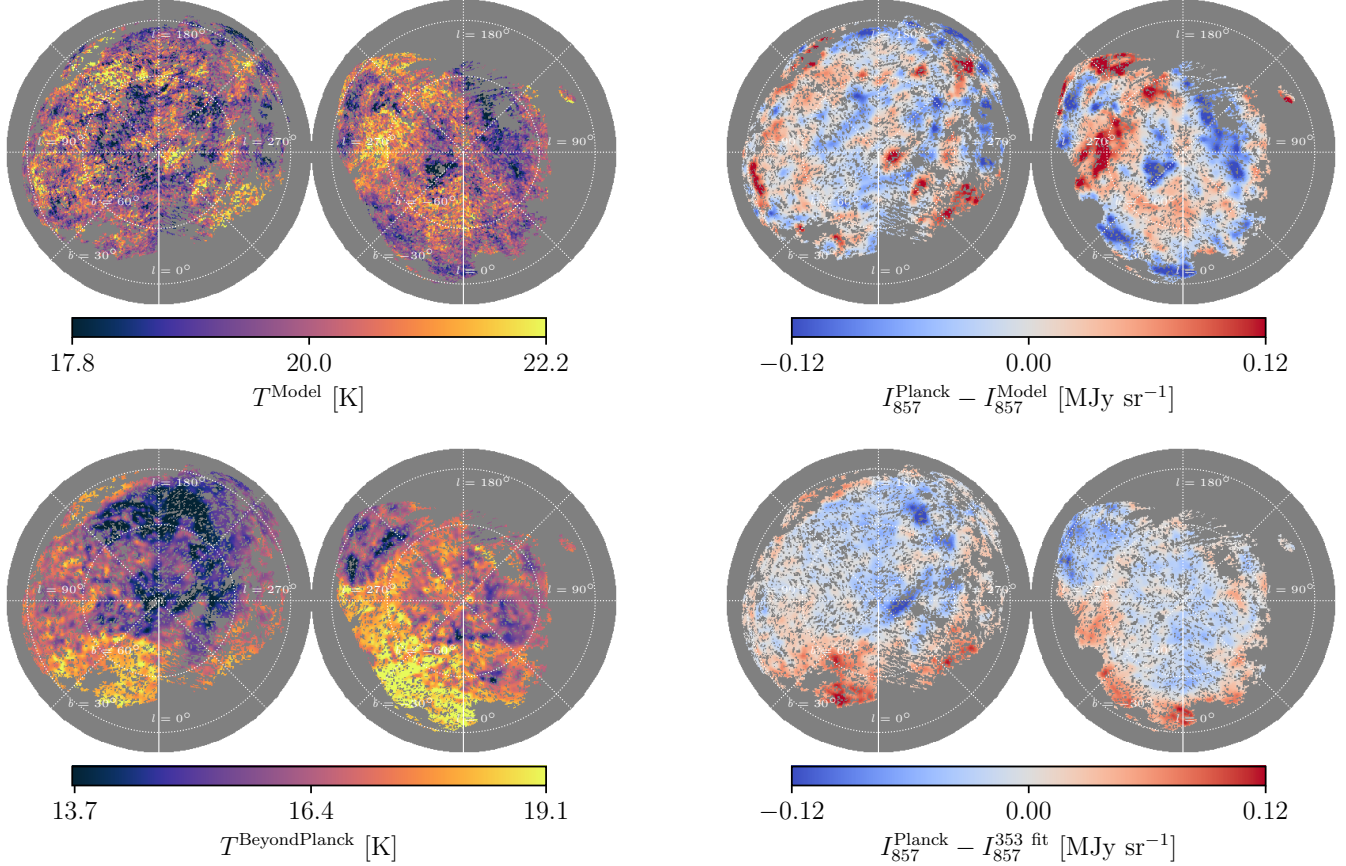 l = 180° l = 180°
l = 90° l = 270° l = 270° l = 90°
b = 60° b = −60°
b = 30° b = −30°
l = 0° l = 0°
17.8 20.0 22.2
T^Model [K]
l = 180° l = 180°
l = 270° l = 270° l = 90°
b = 30° b = −30°
l = 0° l = 0°
−0.12 0.00 0.12
I_857^Planck − I_857^Model [MJy sr^−1]
l = 180° l = 180°
l = 90° l = 270° l = 270° l = 90°
b = 60° b = −60°
b = 30° b = −30°
l = 0° l = 0°
13.7 16.4 19.1
T^BeyondPlanck [K]
l = 180° l = 180°
l = 270° l = 270° l = 90°
b = 30° b = −30°
l = 0° l = 0°
−0.12 0.00 0.12
I_857^Planck − I_857^353 fit [MJy sr^−1]